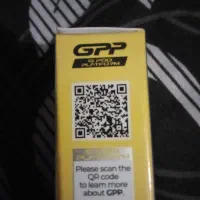 GPP
G POD
PLATFORM
Please scan the
QR code
to learn more
about GPP.